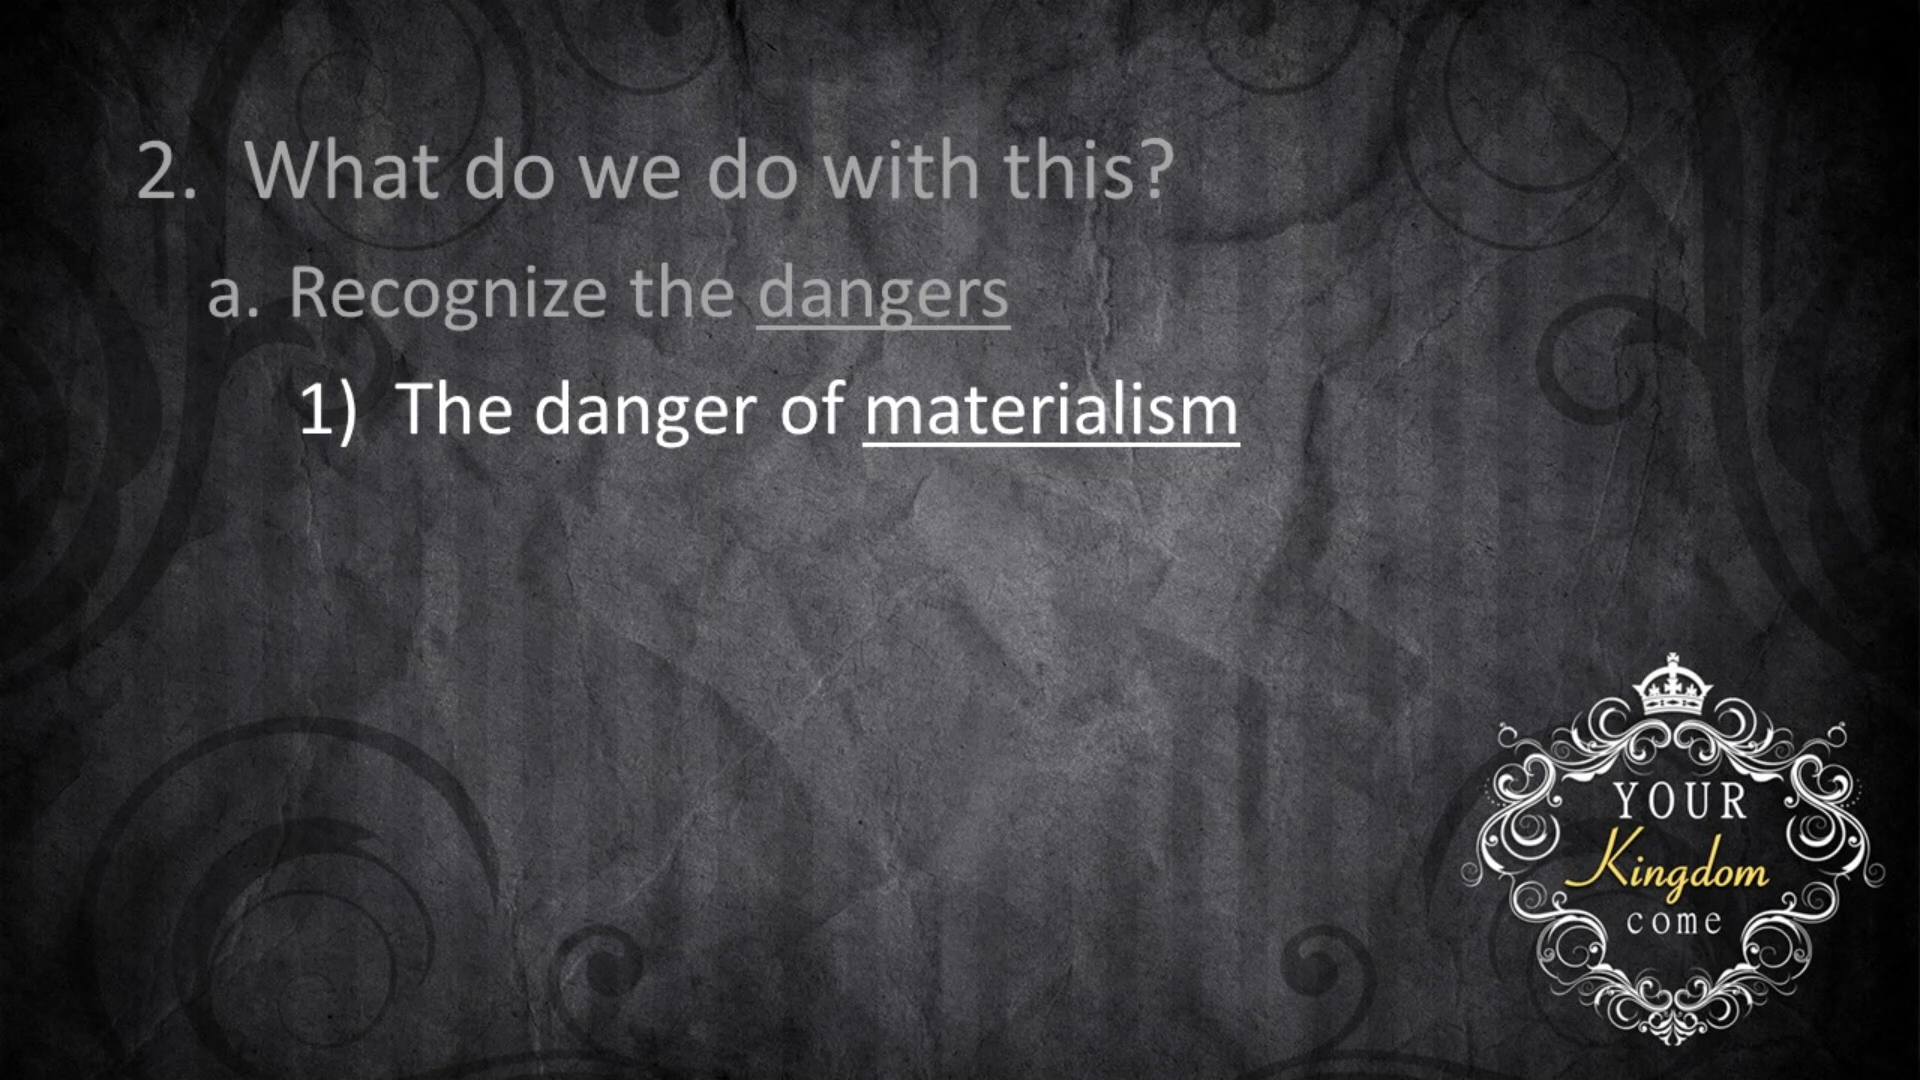 2. What do we do with this?
a. Recognize the dangers
1) The danger of materialism
YOUR
Kingdom
come